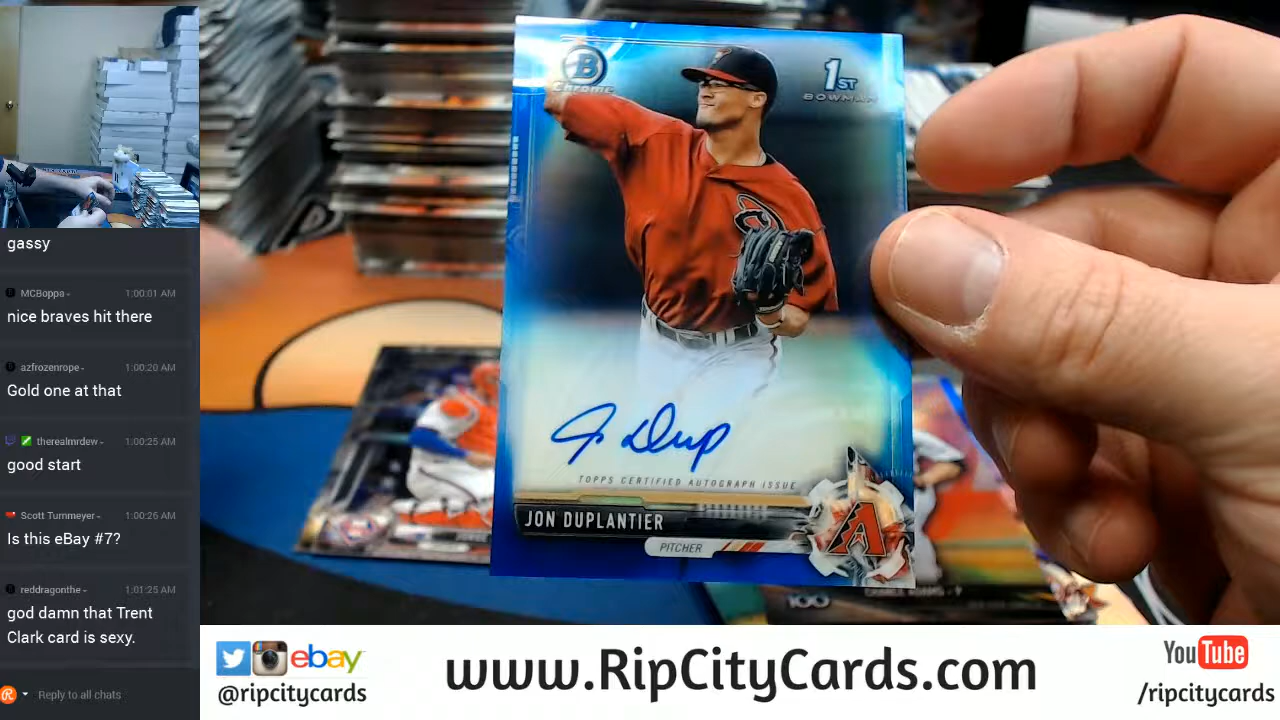 gassy
MCBoppa
1:00:01 AM
nice braves hit there
azfrozenrope
1:00:20 AM
Gold one at that
1:00:25 AM
therealmrdew
good start
Scott Turnmeyer
1:00:26 AM
Is this eBay #7?
reddragonthe
1:01:25 AM
god damn that Trent
Clark card is sexy.
Reply to all chats
B
Chrome
1ST
BOWMAN
J. Dup
TOPPS CERTIFIED AUTOGRAPH ISSUE
JON DUPLANTIER
PITCHER
A
100
ebay
@ripcitycards
www.RipCityCards.com
YouTube
/ripcitycards